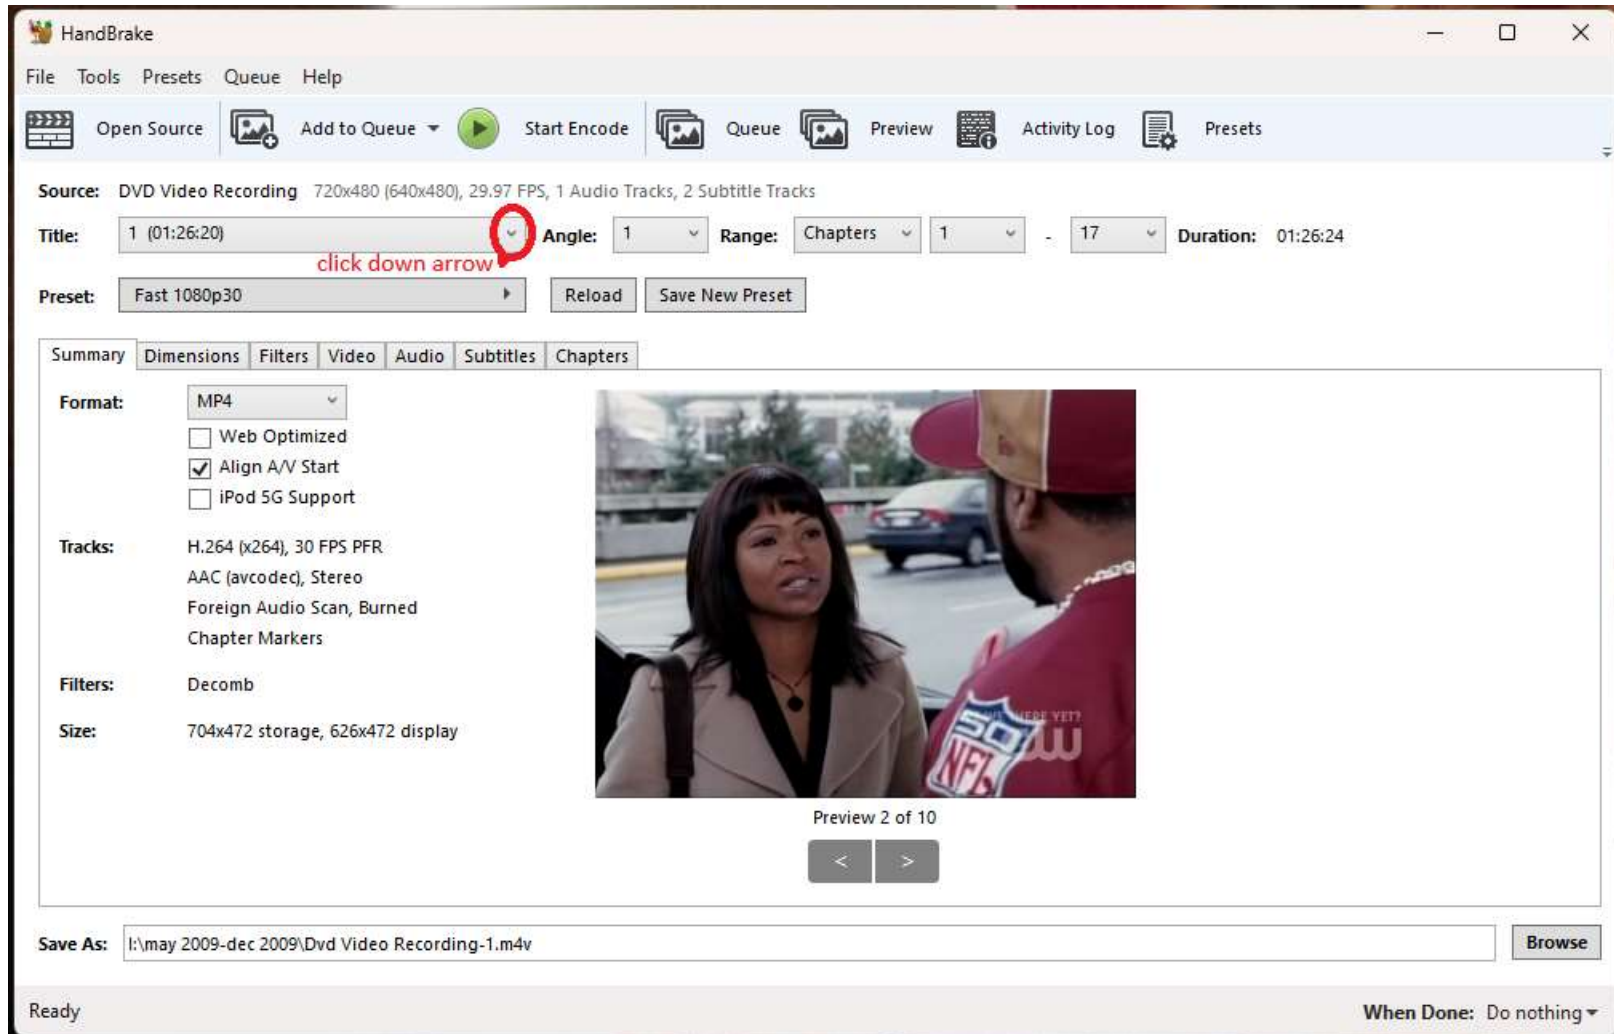 HandBrake
File Tools Presets Queue Help
Open Source Add to Queue Start Encode Queue Preview Activity Log Presets
Source: DVD Video Recording 720x480 (640x480), 29.97 FPS, 1 Audio Tracks, 2 Subtitle Tracks
Title: 1 (01:26:20) Angle: 1 Range: Chapters 1 - 17 Duration: 01:26:24
click down arrow
Preset: Fast 1080p30 Reload Save New Preset
Summary Dimensions Filters Video Audio Subtitles Chapters
Format: MP4
Web Optimized
Align A/V Start
iPod 5G Support
Tracks: H.264 (x264), 30 FPS PFR
AAC (avcodec), Stereo
Foreign Audio Scan, Burned
Chapter Markers
Filters: Decomb
Size: 704x472 storage, 626x472 display
YET?
50
NFL
Preview 2 of 10
< >
Save As: I:\may 2009-dec 2009\Dvd Video Recording-1.m4v Browse
Ready When Done: Do nothing